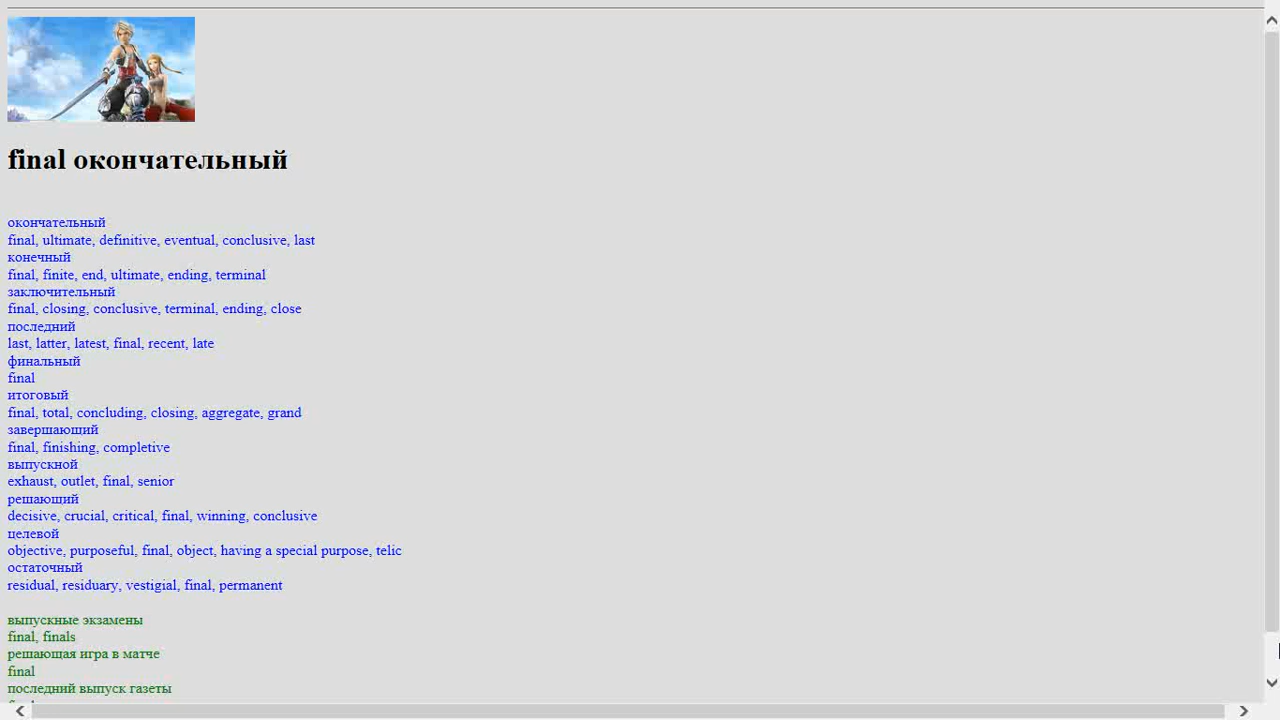 final окончательный
окончательный
final, ultimate, definitive, eventual, conclusive, last
конечный
final, finite, end, ultimate, ending, terminal
заключительный
final, closing, conclusive, terminal, ending, close
последний
last, latter, latest, final, recent, late
финальный
final
итоговый
final, total, concluding, closing, aggregate, grand
завершающий
final, finishing, completive
выпускной
exhaust, outlet, final, senior
решающий
decisive, crucial, critical, final, winning, conclusive
целевой
objective, purposeful, final, object, having a special purpose, telic
остаточный
residual, residuary, vestigial, final, permanent
выпускные экзамены
final, finals
решающая игра в матче
final
последний выпуск газеты